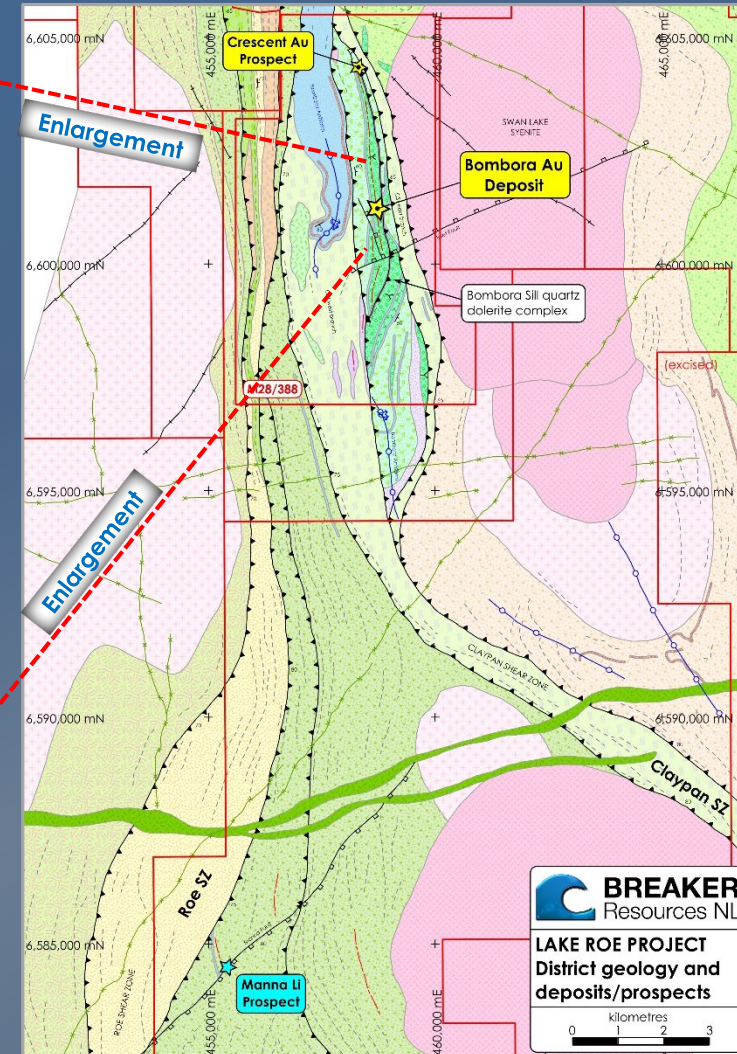 6,605,000 mN
455,000 mE
460,000 mE
465,000 mE
6,605,000 mN
Crescent Au
Prospect
Enlargement
SWAN LAKE
SYENITE
Bombora Au
Deposit
6,600,000 mN
6,600,000 mN
Bombora Sill quartz
dolerite complex
(excised)
M28/388
6,595,000 mN
6,595,000 mN
Enlargement
CLAYPAN SHEAR ZONE
6,590,000 mN
6,590,000 mN
Claypan SZ
Roe SZ
6,585,000 mN
Manna Li
Prospect
ROE SHEAR ZONE
455,000 mE
460,000 mE
BREAKER
Resources NL
LAKE ROE PROJECT
District geology and
deposits/prospects
kilometres
0 1 2 3